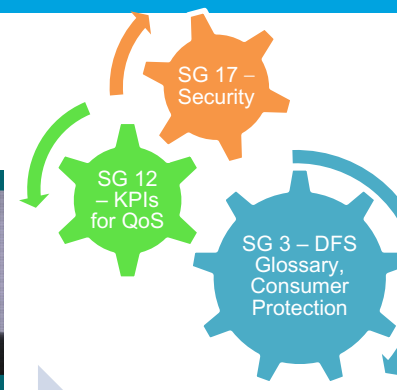 SG 17 –
Security
SG 12
– KPIs
for QoS
SG 3 – DFS
Glossary,
Consumer
Protection